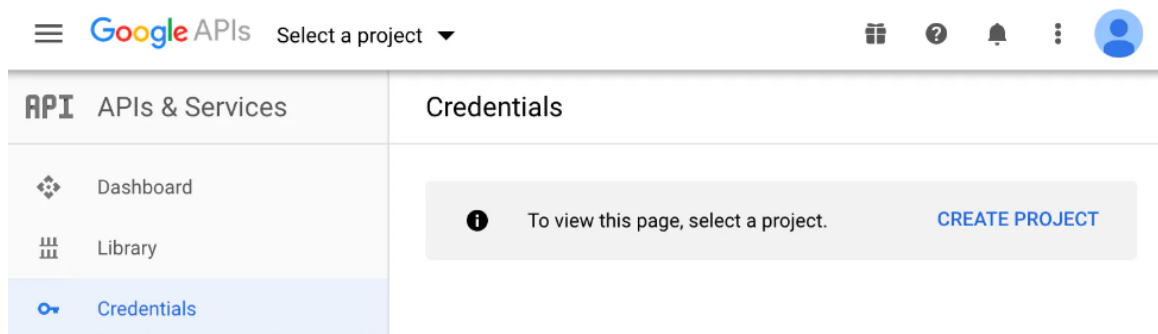 Google APIs Select a project
API APIs & Services Credentials
Dashboard
To view this page, select a project. CREATE PROJECT
Library
Credentials